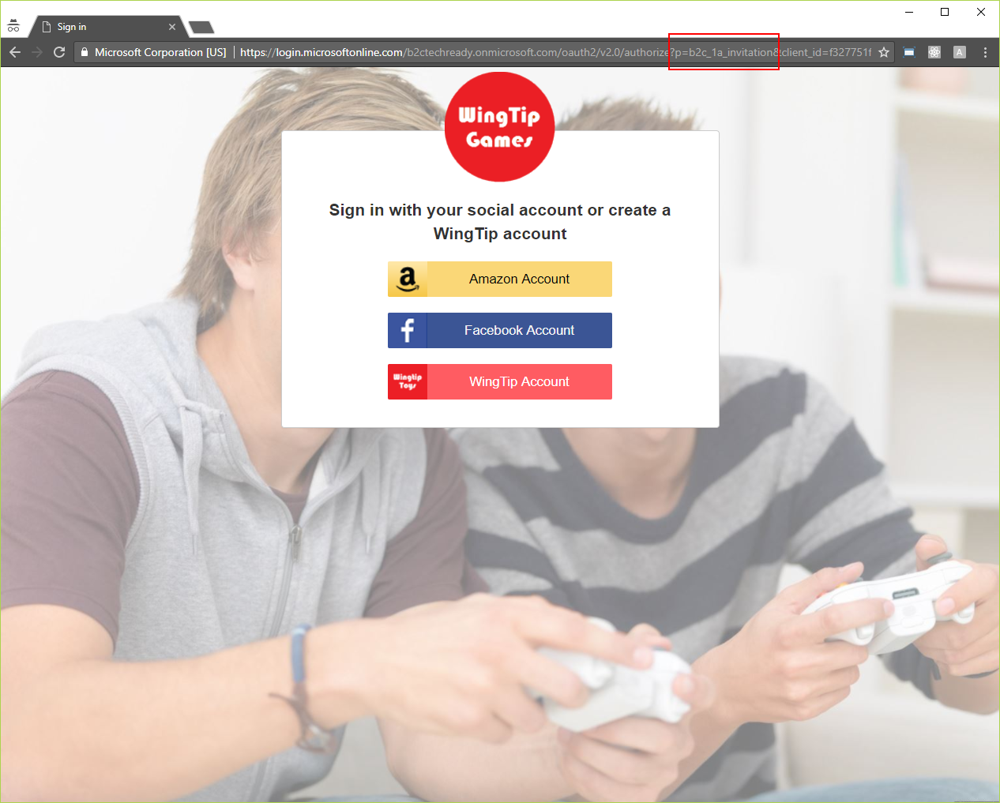 Sign in
Microsoft Corporation [US] https://login.microsoftonline.com/b2ctechready.onmicrosoft.com/oauth2/v2.0/authorize?p=b2c_1a_invitation&client_id=f327751f
A
WingTip
Games
Sign in with your social account or create a
WingTip account
a Amazon Account
f Facebook Account
Wingtip
Toys
WingTip Account